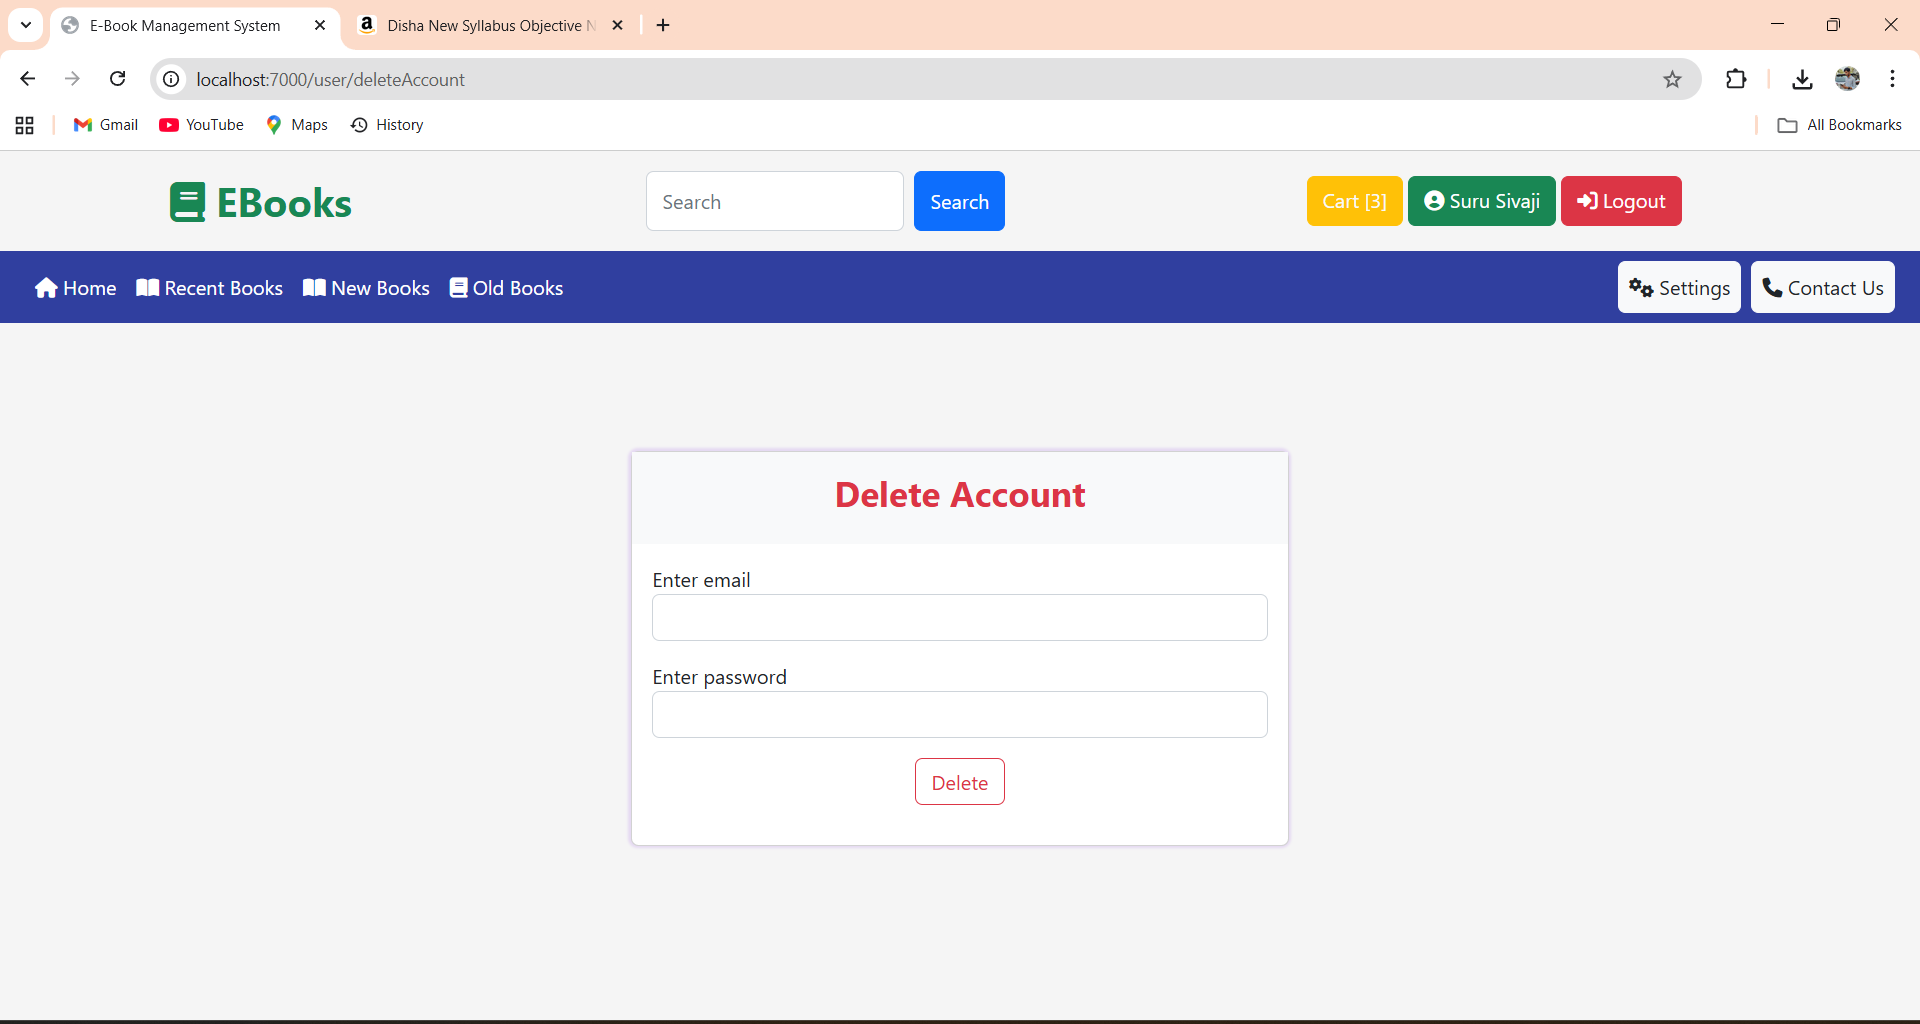 E-Book Management System
Disha New Syllabus Objective N
localhost:7000/user/deleteAccount
Gmail
YouTube
Maps
History
All Bookmarks
EBooks
Search
Search
Cart [3]
Suru Sivaji
Logout
Home
Recent Books
New Books
Old Books
Settings
Contact Us
Delete Account
Enter email
Enter password
Delete